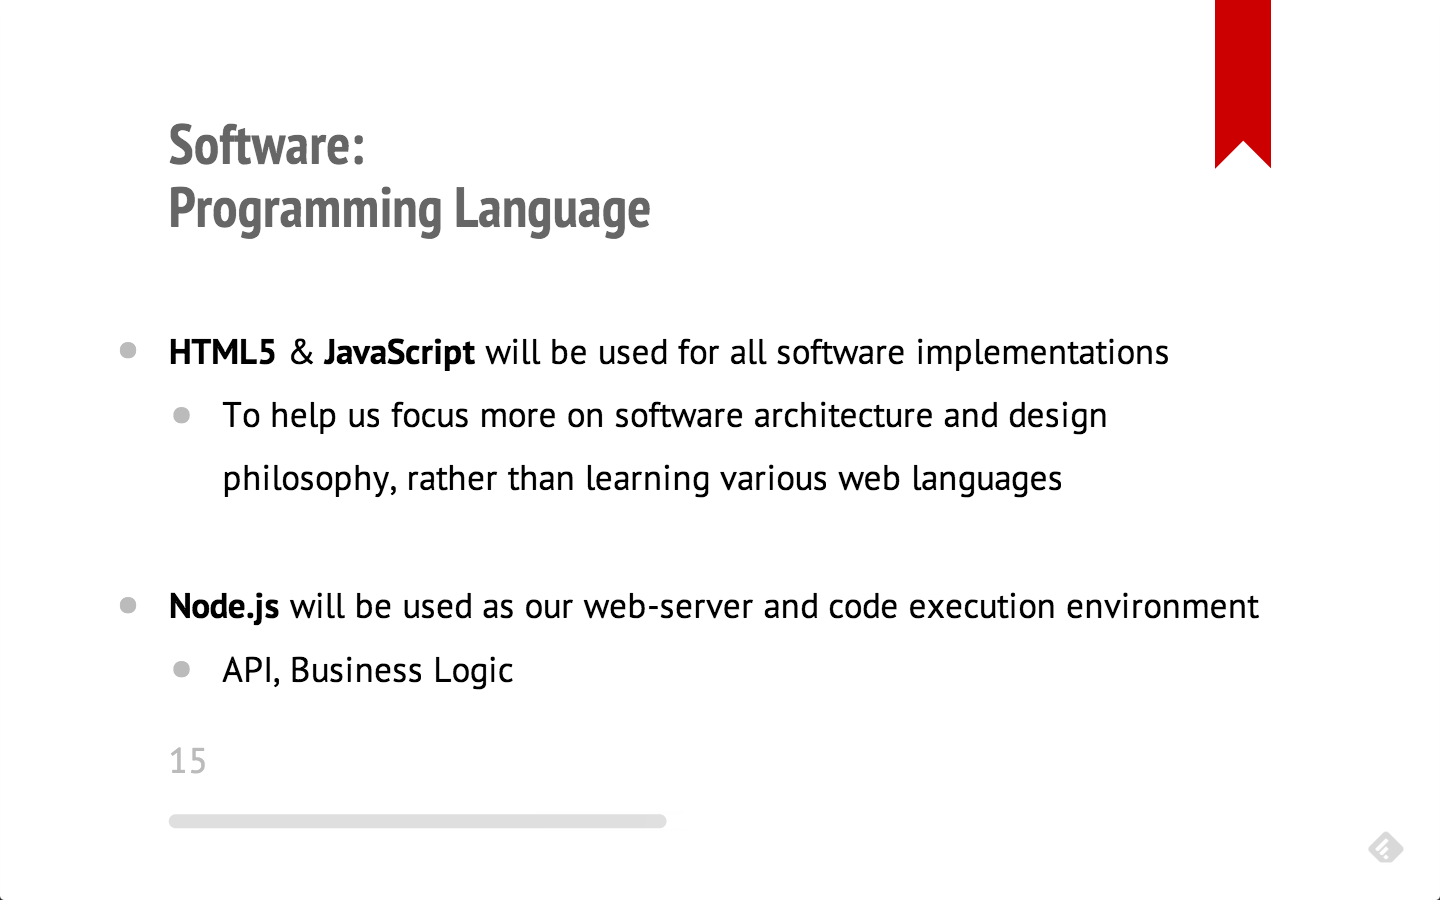 Software:
Programming Language
HTML5 & JavaScript will be used for all software implementations
To help us focus more on software architecture and design
philosophy, rather than learning various web languages
Node.js will be used as our web-server and code execution environment
API, Business Logic
15